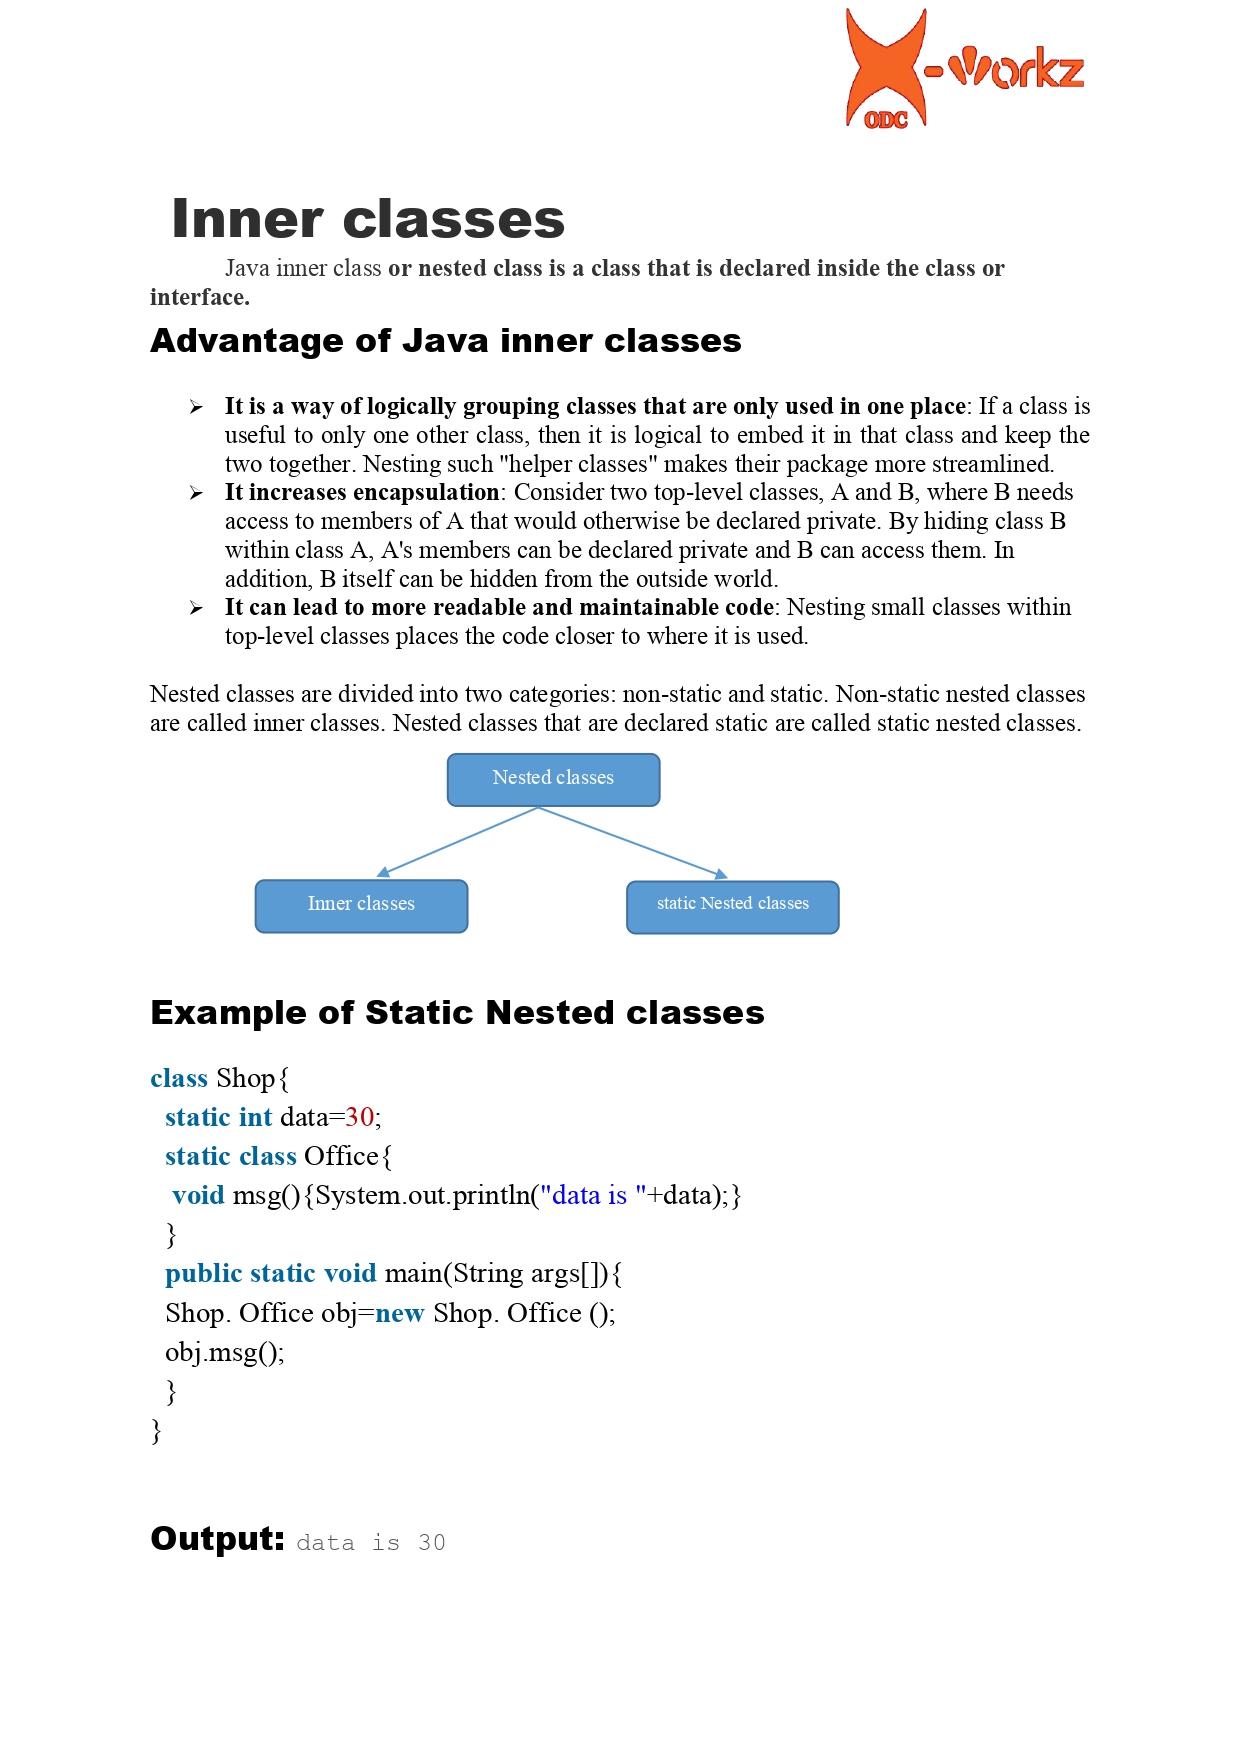 X-workz
ODC
Inner classes
Java inner class or nested class is a class that is declared inside the class or
interface.
Advantage of Java inner classes
➢ It is a way of logically grouping classes that are only used in one place: If a class is
useful to only one other class, then it is logical to embed it in that class and keep the
two together. Nesting such "helper classes" makes their package more streamlined.
➢ It increases encapsulation: Consider two top-level classes, A and B, where B needs
access to members of A that would otherwise be declared private. By hiding class B
within class A, A's members can be declared private and B can access them. In
addition, B itself can be hidden from the outside world.
➢ It can lead to more readable and maintainable code: Nesting small classes within
top-level classes places the code closer to where it is used.
Nested classes are divided into two categories: non-static and static. Non-static nested classes
are called inner classes. Nested classes that are declared static are called static nested classes.
Nested classes
Inner classes
static Nested classes
Example of Static Nested classes
class Shop{
static int data=30;
static class Office{
void msg(){System.out.println("data is "+data);}
}
public static void main(String args[]){
Shop. Office obj=new Shop. Office ();
obj.msg();
}
}
Output: data is 30